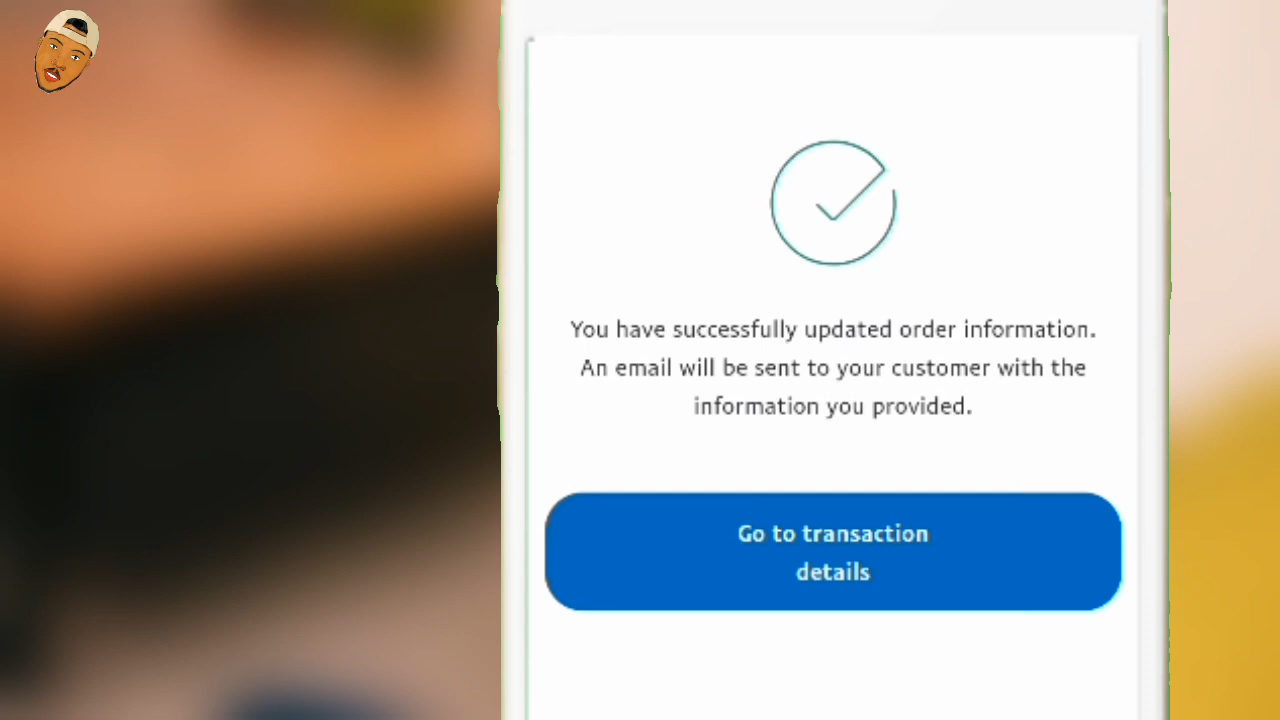 You have successfully updated order information.
An email will be sent to your customer with the
information you provided.
Go to transaction
details